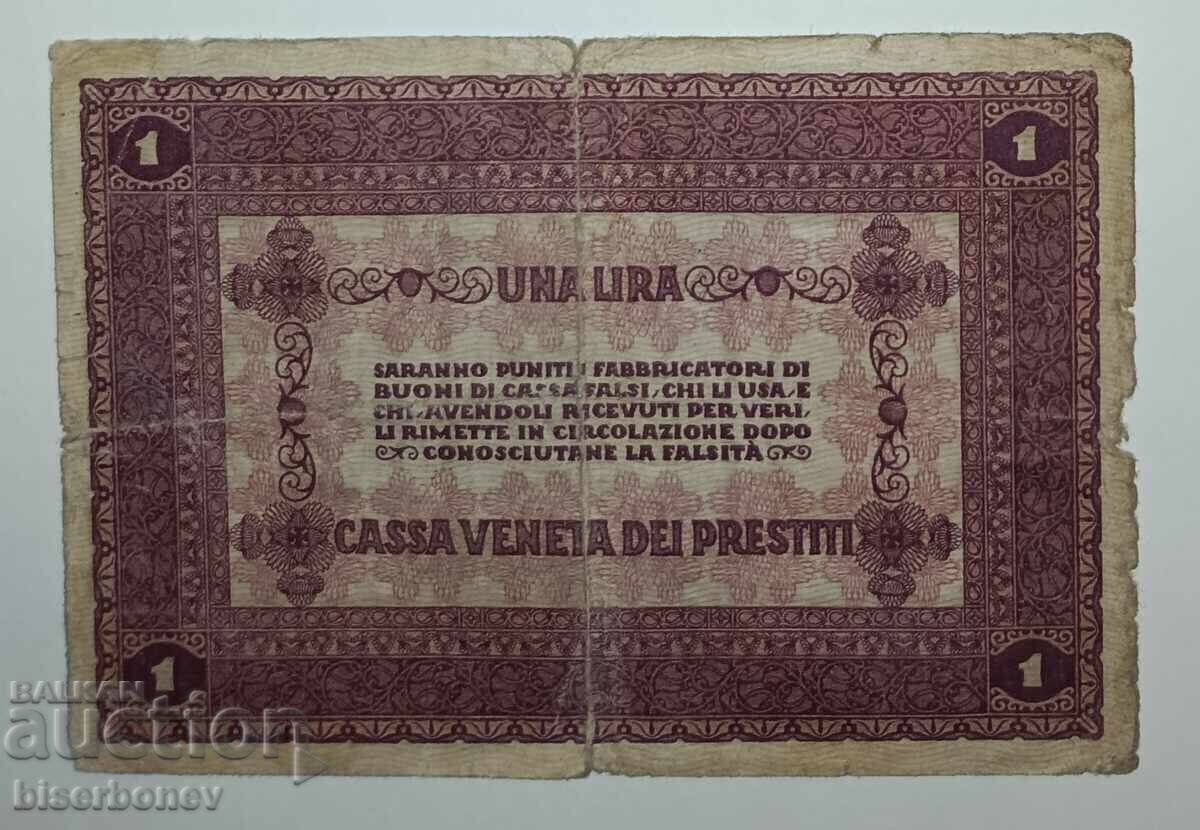 1 1
UNA LIRA
SARANNO PUNITI I FABBRICATORI DI
BUONI DI CASSA FALSI, CHI LI USA, E
CHI, AVENDOLI RICEVUTI PER VERI,
LI RIMETTE IN CIRCOLAZIONE DOPO
CONOSCIUTANE LA FALSITÀ
CASSA VENETA DEI PRESTITI
1 1
BALKAN
auction
biserbonev